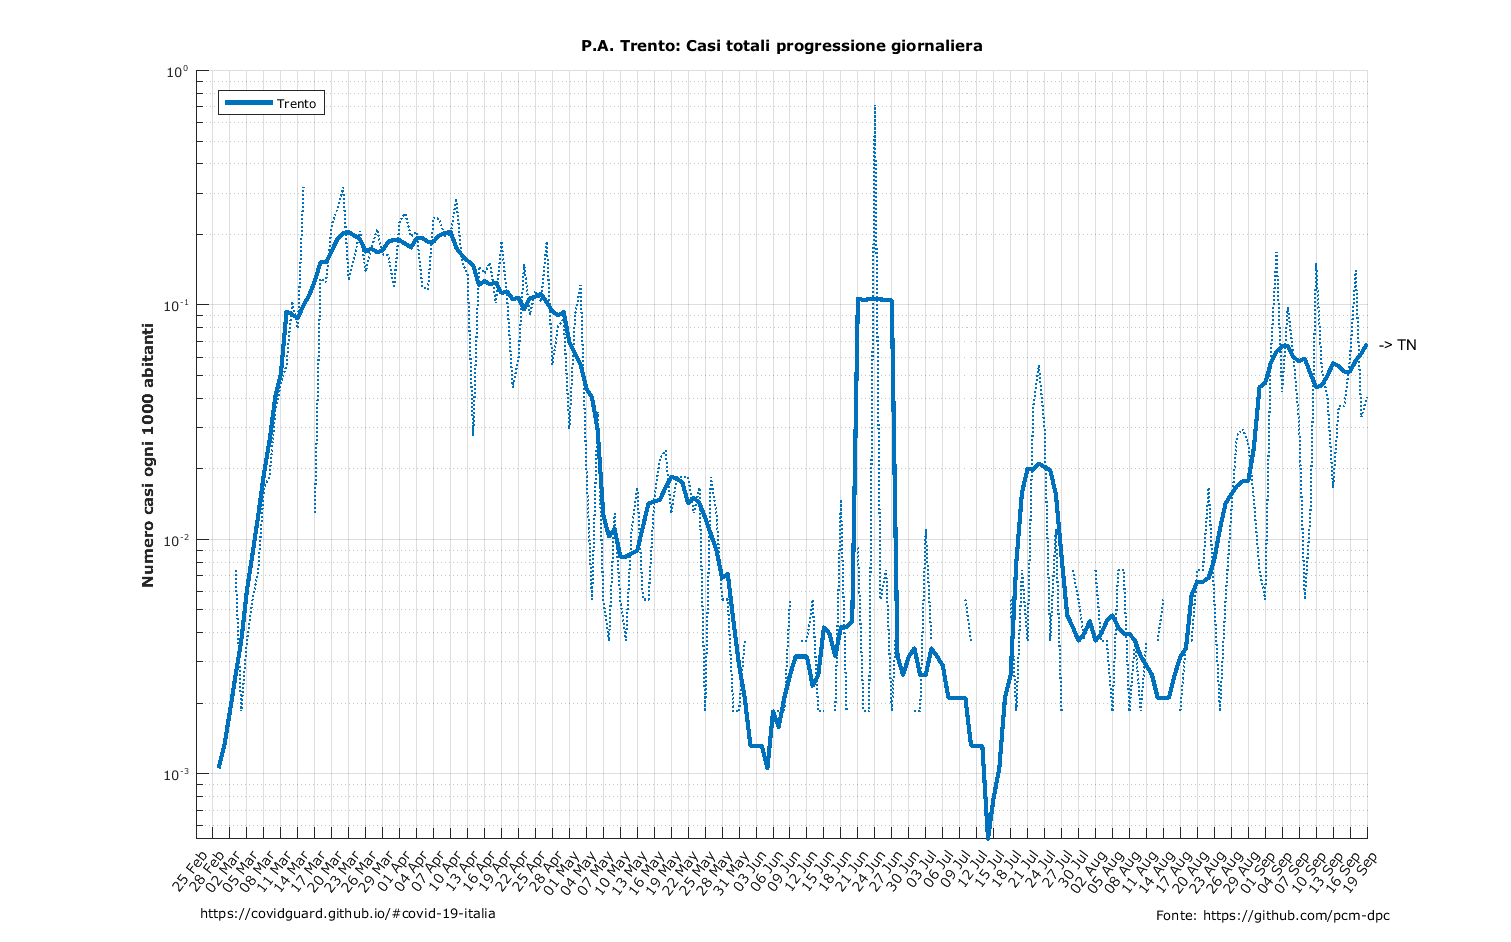 P.A. Trento: Casi totali progressione giornaliera
10^0
10^-1
10^-2
10^-3
Numero casi ogni 1000 abitanti
Trento
-> TN
25 Feb
28 Feb
02 Mar
05 Mar
08 Mar
11 Mar
14 Mar
17 Mar
20 Mar
23 Mar
26 Mar
29 Mar
01 Apr
04 Apr
07 Apr
10 Apr
13 Apr
16 Apr
19 Apr
22 Apr
25 Apr
28 Apr
01 May
04 May
07 May
10 May
13 May
16 May
19 May
22 May
25 May
28 May
31 May
03 Jun
06 Jun
09 Jun
12 Jun
15 Jun
18 Jun
21 Jun
24 Jun
27 Jun
30 Jun
03 Jul
06 Jul
09 Jul
12 Jul
15 Jul
18 Jul
21 Jul
24 Jul
27 Jul
30 Jul
02 Aug
05 Aug
08 Aug
11 Aug
14 Aug
17 Aug
20 Aug
23 Aug
26 Aug
29 Aug
01 Sep
04 Sep
07 Sep
10 Sep
13 Sep
16 Sep
19 Sep
https://covidguard.github.io/#covid-19-italia
Fonte: https://github.com/pcm-dpc